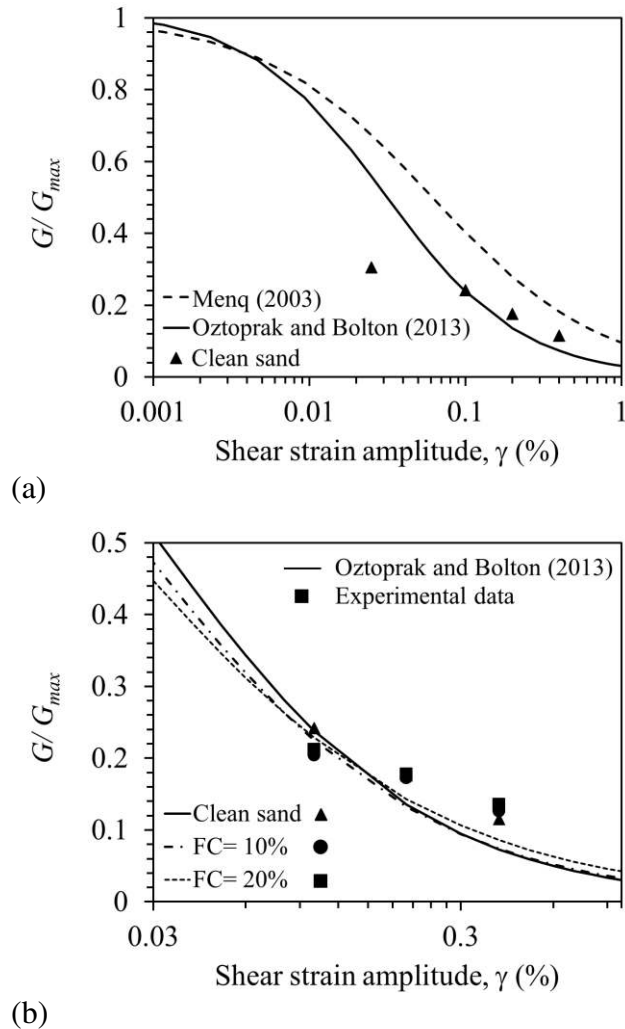 1
0.8
0.6
0.4
0.2
0
G/ Gmax
Menq (2003)
Oztoprak and Bolton (2013)
Clean sand
0.001 0.01 0.1 1
Shear strain amplitude, γ (%)
(a)
0.5
0.4
0.3
0.2
0.1
0
G/ Gmax
Oztoprak and Bolton (2013)
Experimental data
Clean sand
FC= 10%
FC= 20%
0.03 0.3
Shear strain amplitude, γ (%)
(b)